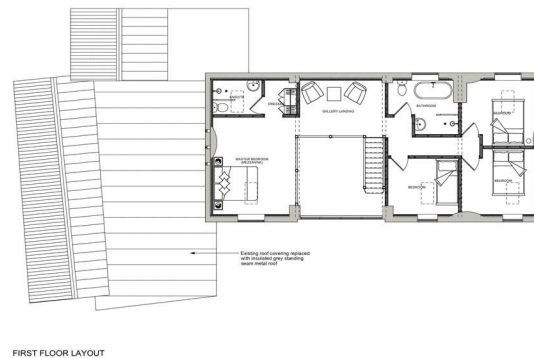 ENSUITE
DRESSER
GALLERY LANDING
BATHROOM
BEDROOM
MASTER BEDROOM
(MEZZANINE)
BEDROOM
BEDROOM
Existing roof covering replaced
with insulated grey standing
seam metal roof
FIRST FLOOR LAYOUT